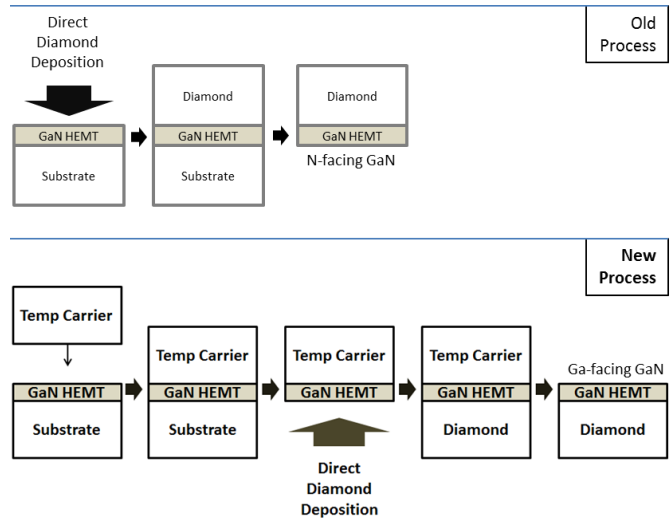 Direct
Diamond
Deposition
Old
Process
GaN HEMT
Substrate
Diamond
GaN HEMT
Substrate
Diamond
GaN HEMT
N-facing GaN
New
Process
Temp Carrier
GaN HEMT
Substrate
Temp Carrier
GaN HEMT
Substrate
Temp Carrier
GaN HEMT
Direct
Diamond
Deposition
Temp Carrier
GaN HEMT
Diamond
Ga-facing GaN
GaN HEMT
Diamond